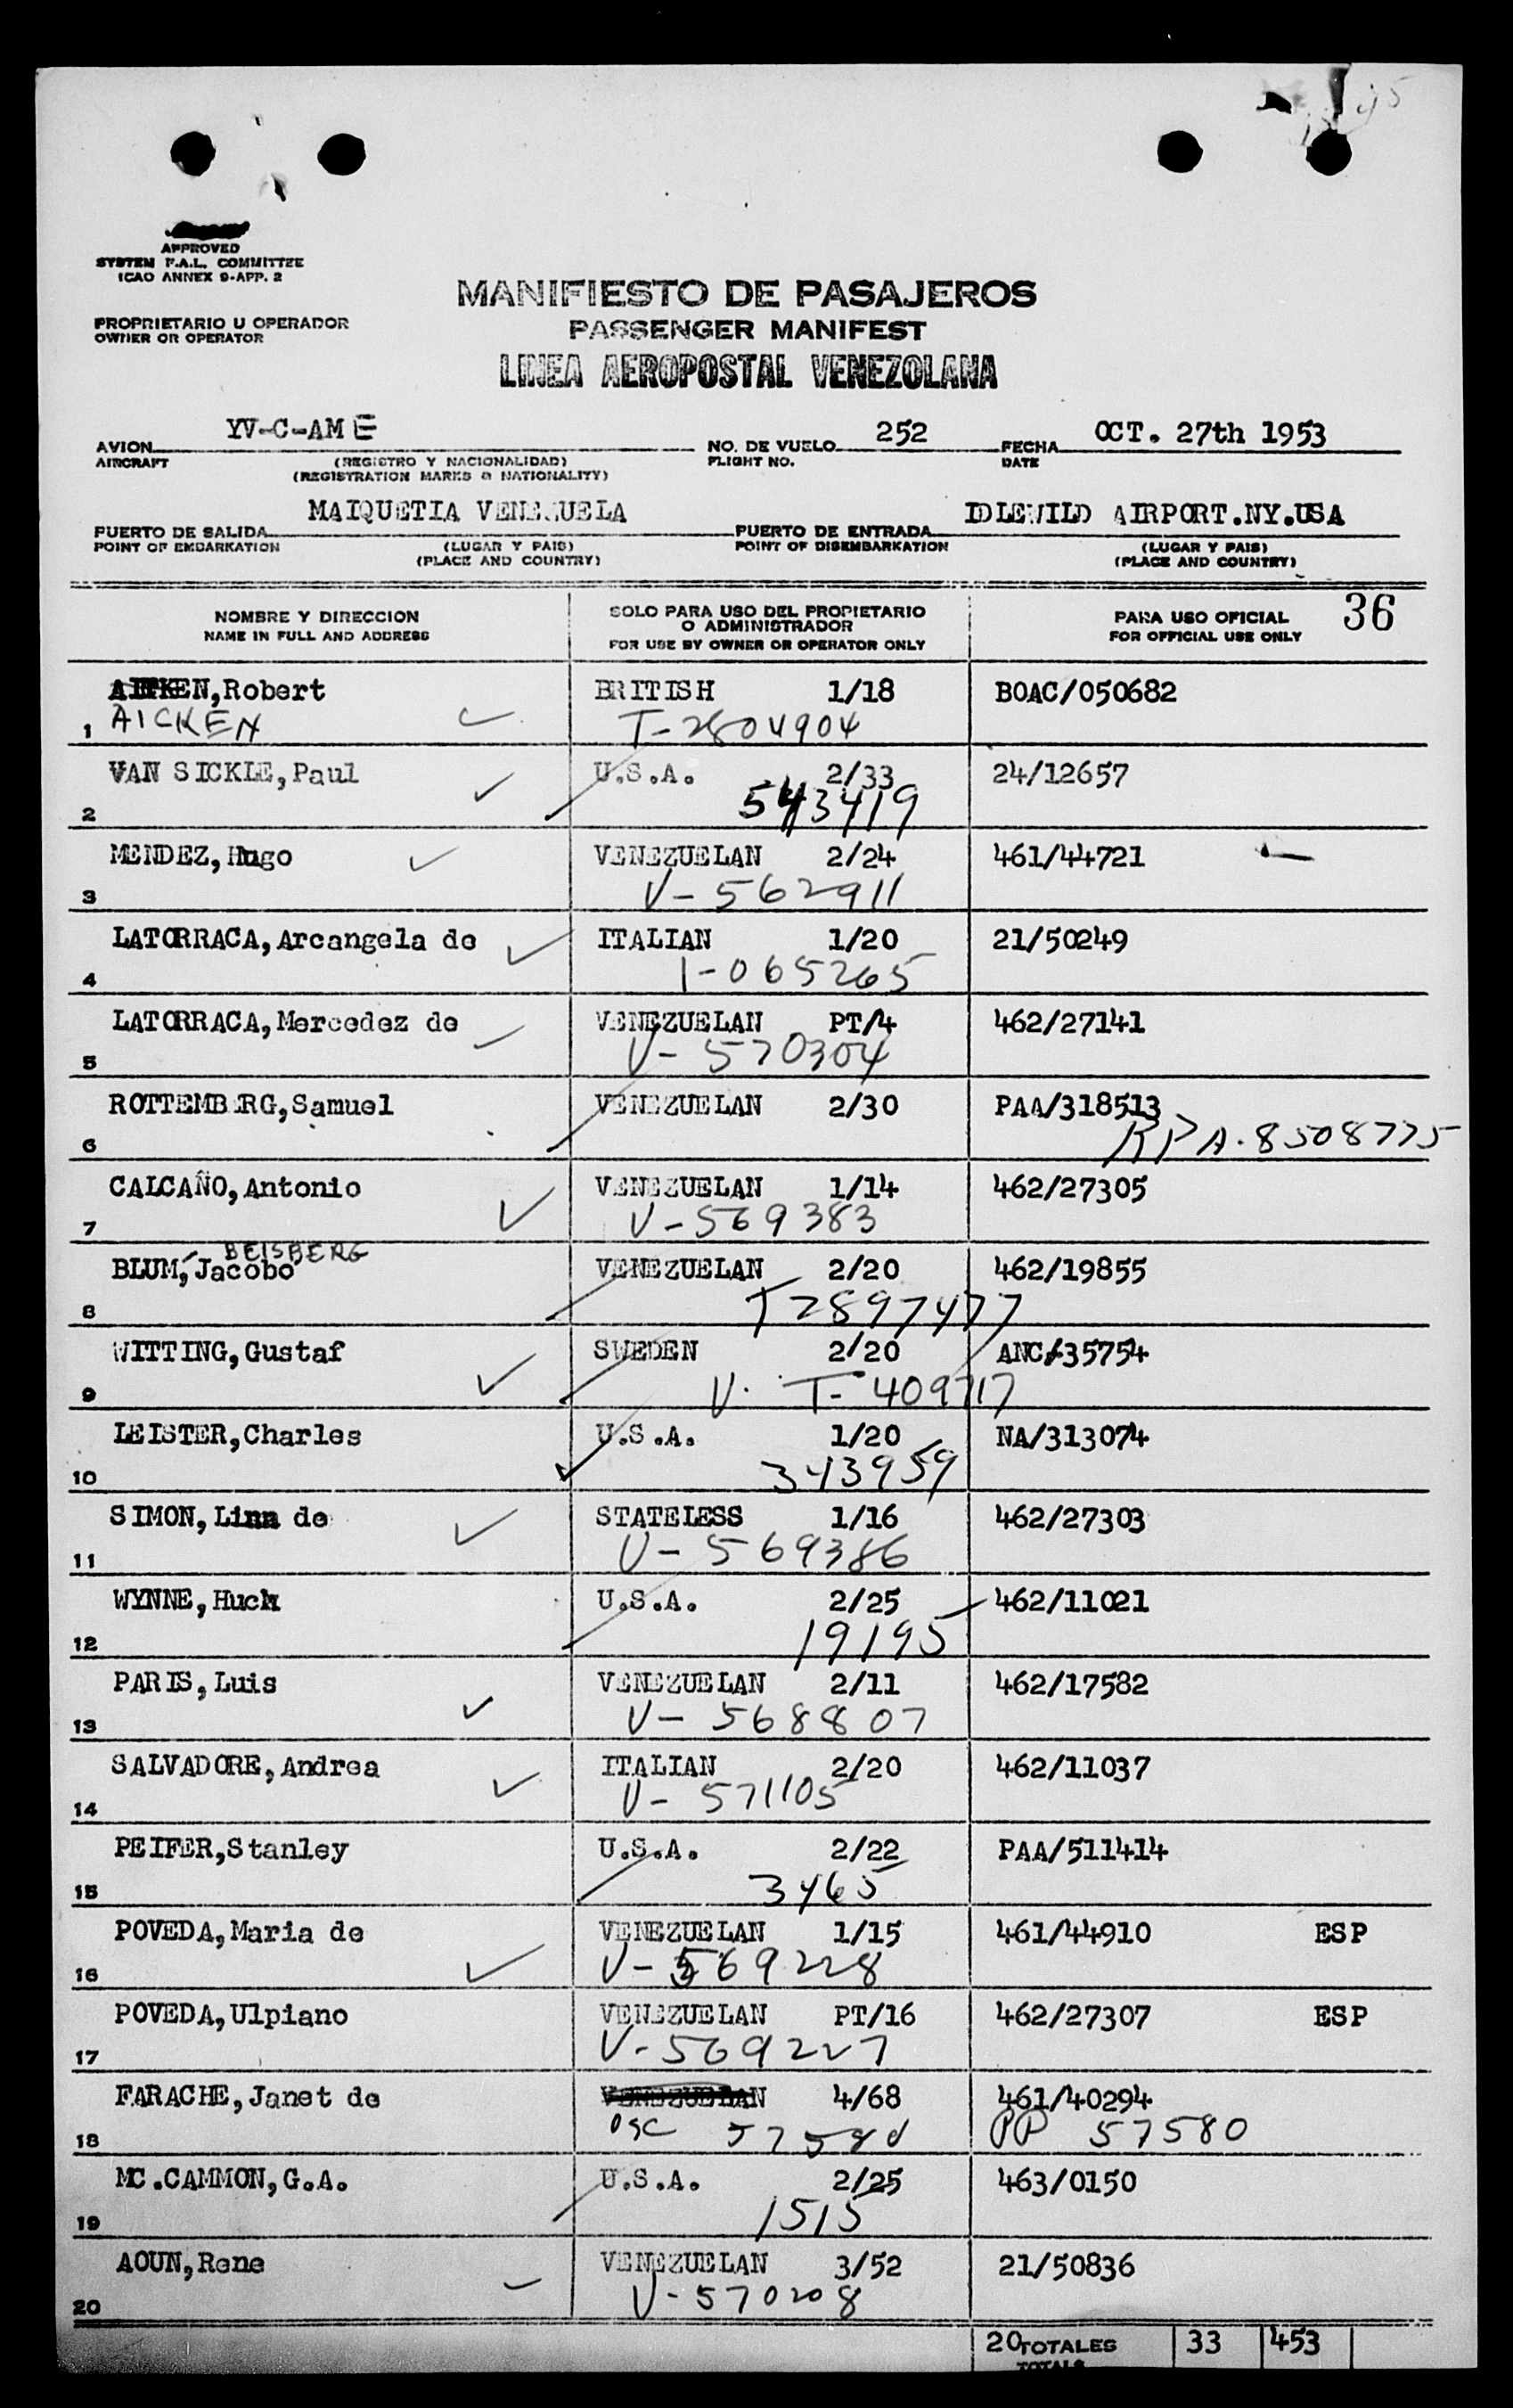 APPROVED
SYSTEM F.A.L. COMMITTEE
ICAO ANNEX 9-APP. 2
MANIFIESTO DE PASAJEROS
PROPRIETARIO U OPERADOR
OWNER OR OPERATOR
PASSENGER MANIFEST
LINEA AEROPOSTAL VENEZOLANA
AVION YV-C-AME NO. DE VUELO 252 FECHA OCT. 27th 1953
AIRCRAFT (REGISTRO Y NACIONALIDAD) FLIGHT NO. DATE
(REGISTRATION MARKS & NATIONALITY)
PUERTO DE SALIDA MAIQUETIA VENEZUELA PUERTO DE ENTRADA IDLEWILD AIRPORT.NY.USA
POINT OF EMBARKATION (LUGAR Y PAIS) POINT OF DISEMBARKATION (LUGAR Y PAIS)
(PLACE AND COUNTRY) (PLACE AND COUNTRY)
NOMBRE Y DIRECCION SOLO PARA USO DEL PROPIETARIO PARA USO OFICIAL 36
O ADMINISTRADOR
NAME IN FULL AND ADDRESS FOR USE BY OWNER OR OPERATOR ONLY FOR OFFICIAL USE ONLY
Robert BRITISH 1/18 BOAC/050682
1 AICKEN T-2804904
VAN SICKLE, Paul U.S.A. 2/33 24/12657
2 543419
MENDEZ, Hugo VENEZUELAN 2/24 461/44721
3 V-562911
LATORRACA, Arcangela de ITALIAN 1/20 21/50249
4 I-065265
LATORRACA, Mercedez de VENEZUELAN PT/4 462/27141
5 V-570304
ROTTEMBERG, Samuel VENEZUELAN 2/30 PAA/318513
6 RPA.8508775
CALCAÑO, Antonio VENEZUELAN 1/14 462/27305
7 V-569383
BEISBERG
BLUM, Jacobo VENEZUELAN 2/20 462/19855
8 T2897477
WITTING, Gustaf SWEDEN 2/20 ANC/35754
9 V. T-409717
LEISTER, Charles U.S.A. 1/20 NA/313074
10 343959
SIMON, Lina de STATELESS 1/16 462/27303
11 V-569386
WYNNE, Huch U.S.A. 2/25 462/11021
12 19195
PARIS, Luis VENEZUELAN 2/11 462/17582
13 V-568807
SALVADORE, Andrea ITALIAN 2/20 462/11037
14 V-571105
PEIFER, Stanley U.S.A. 2/22 PAA/511414
15 3465
POVEDA, Maria de VENEZUELAN 1/15 461/44910 ESP
16 V-569228
POVEDA, Ulpiano VENEZUELAN PT/16 462/27307 ESP
17 V-569227
FARACHE, Janet de VENEZUELAN 4/68 461/40294
18 PP 57580
MC.CAMMON, G.A. U.S.A. 2/25 463/0150
19 1515
AOUN, Rene VENEZUELAN 3/52 21/50836
20 V-570208
20 TOTALES 33 453
TOTALS